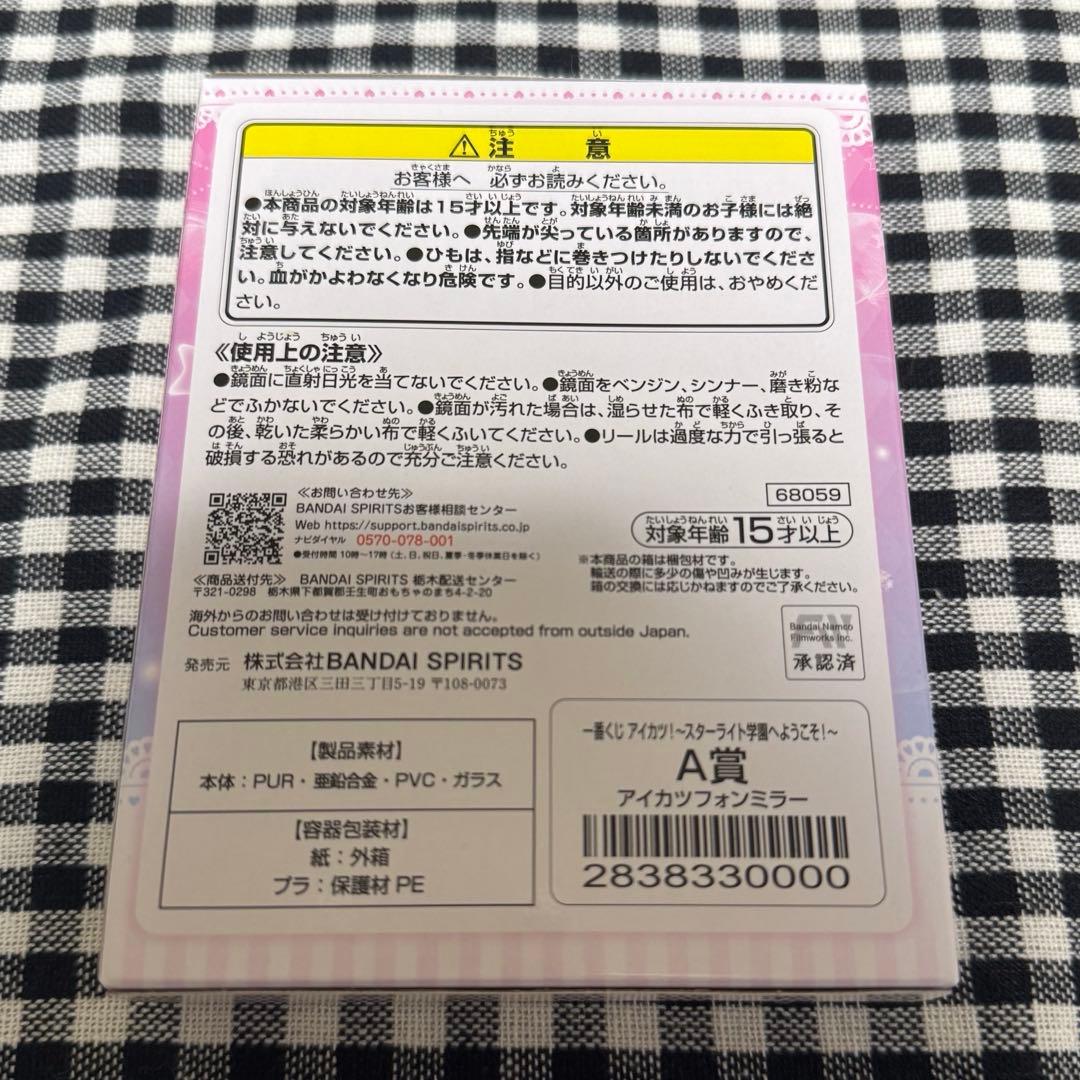 ⚠注 意
お客様へ 必ずお読みください。
●本商品の対象年齢は15才以上です。対象年齢未満のお子様には絶
対に与えないでください。●先端が尖っている箇所がありますので、
注意してください。●ひもは、指などに巻きつけたりしないでくださ
い。血がかよわなくなり危険です。●目的以外のご使用は、おやめくだ
さい。
《使用上の注意》
●鏡面に直射日光を当てないでください。●鏡面をベンジン、シンナー、磨き粉な
どでふかないでください。●鏡面が汚れた場合は、湿らせた布で軽くふき取り、そ
の後、乾いた柔らかい布で軽くふいてください。●リールは過度な力で引っ張ると
破損する恐れがあるので充分ご注意ください。
≪お問い合わせ先≫
BANDAI SPIRITSお客様相談センター
Web https://support.bandaispirits.co.jp
ナビダイヤル 0570-078-001
●受付時間 10時～17時 (土、日、祝日、夏季・冬季休業日を除く)
≪商品送付先≫ BANDAI SPIRITS 栃木配送センター
〒321-0298 栃木県下都賀郡壬生町おもちゃのまち4-2-20
68059
対象年齢15才以上
※本商品の箱は梱包材です。
輸送の際に多少の傷や凹みが生じます。
箱の交換には応じかねますのでご了承ください。
海外からのお問い合わせは受け付けておりません。
Customer service inquiries are not accepted from outside Japan.
発売元 株式会社BANDAI SPIRITS
東京都港区三田三丁目5-19 〒108-0073
Bandai Namco
Filmworks Inc.
承認済
【製品素材】
本体：PUR・亜鉛合金・PVC・ガラス
【容器包装材】
紙：外箱
プラ：保護材 PE
一番くじ アイカツ！～スターライト学園へようこそ！～
A賞
アイカツフォンミラー
2838330000